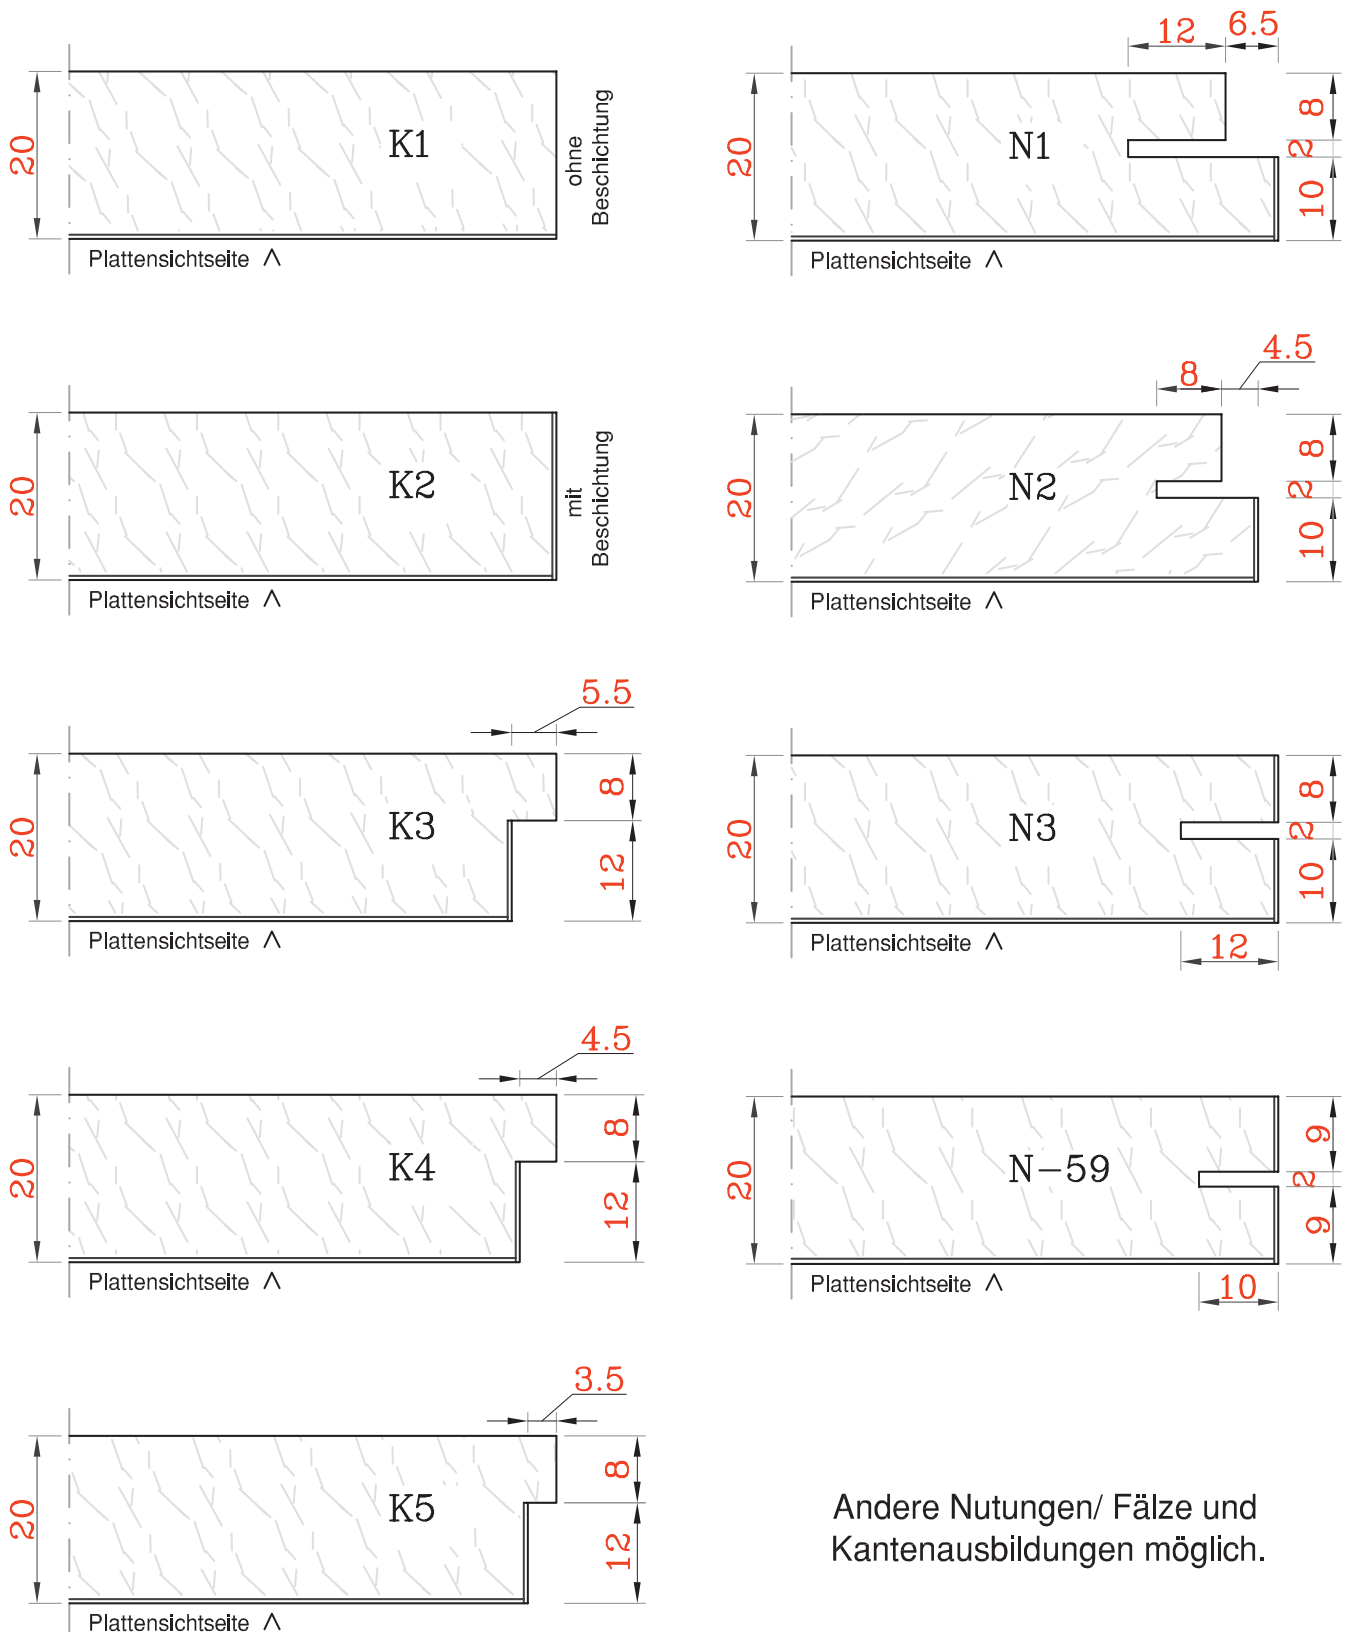 20
K1
ohne
Beschichtung
Plattensichtseite
12
6.5
20
N1
8
2
10
Plattensichtseite
20
K2
mit
Beschichtung
Plattensichtseite
8
4.5
20
N2
8
2
10
Plattensichtseite
5.5
20
K3
8
12
Plattensichtseite
20
N3
8
2
10
12
Plattensichtseite
4.5
20
K4
8
12
Plattensichtseite
20
N-59
9
2
9
10
Plattensichtseite
3.5
20
K5
8
12
Plattensichtseite
Andere Nutungen/ Fälze und
Kantenausbildungen möglich.